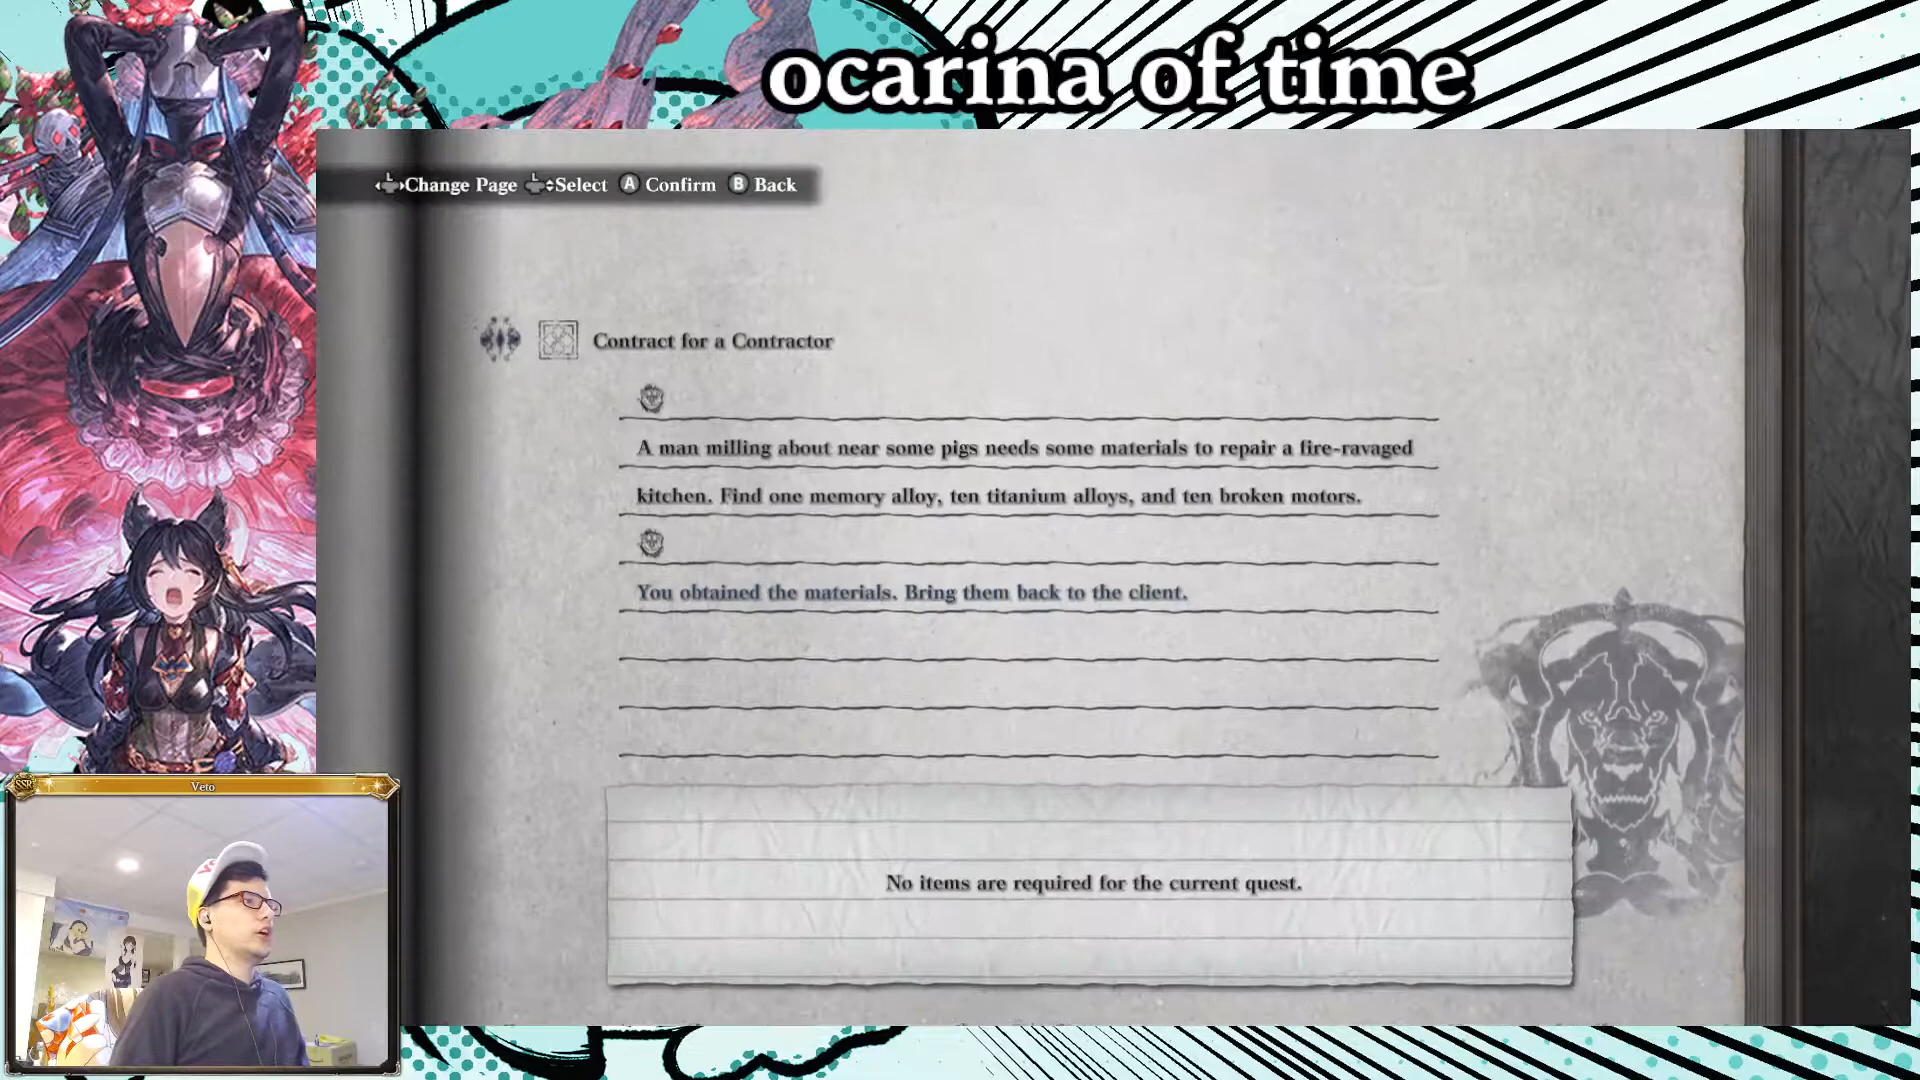 ocarina of time
L Change Page L Select A Confirm B Back
Contract for a Contractor
A man milling about near some pigs needs some materials to repair a fire-ravaged
kitchen. Find one memory alloy, ten titanium alloys, and ten broken motors.
You obtained the materials. Bring them back to the client.
No items are required for the current quest.
SSR
Veto